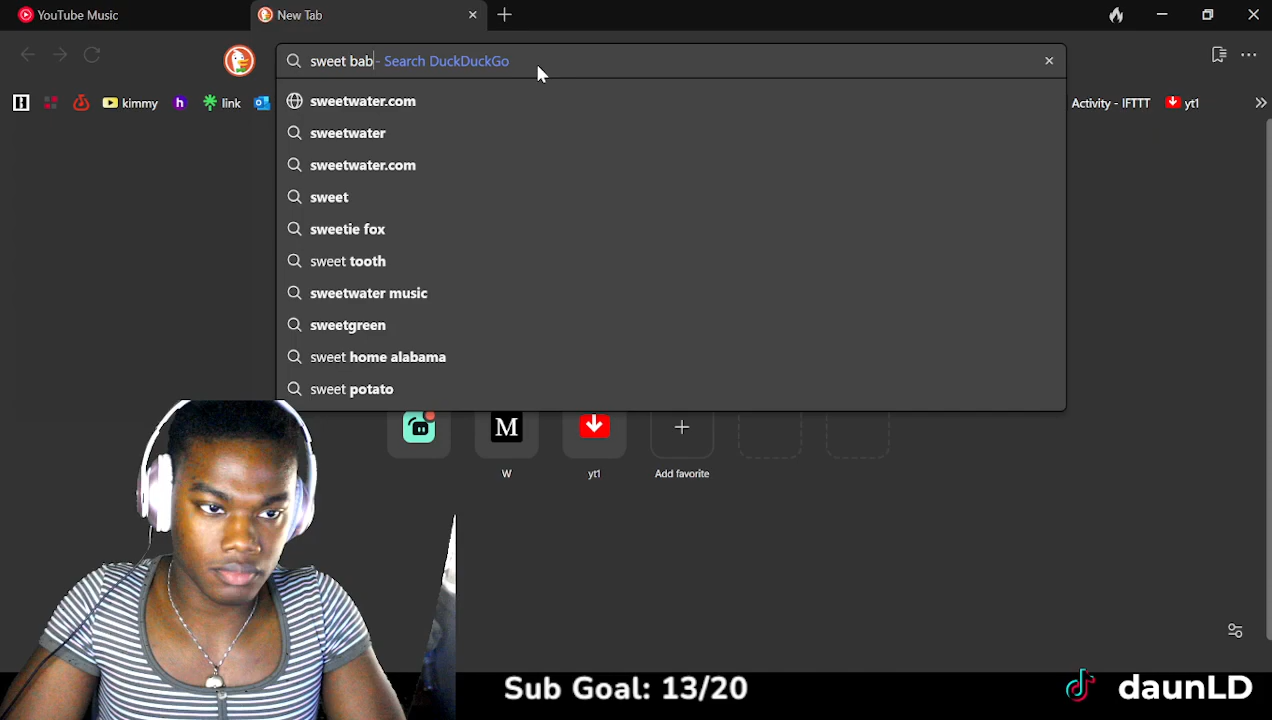 YouTube Music
New Tab
sweet bab - Search DuckDuckGo
kimmy
h
link
Activity - IFTTT
yt1
sweetwater.com
sweetwater
sweetwater.com
sweet
sweetie fox
sweet tooth
sweetwater music
sweetgreen
sweet home alabama
sweet potato
M
W
yt1
Add favorite
Sub Goal: 13/20
daunLD